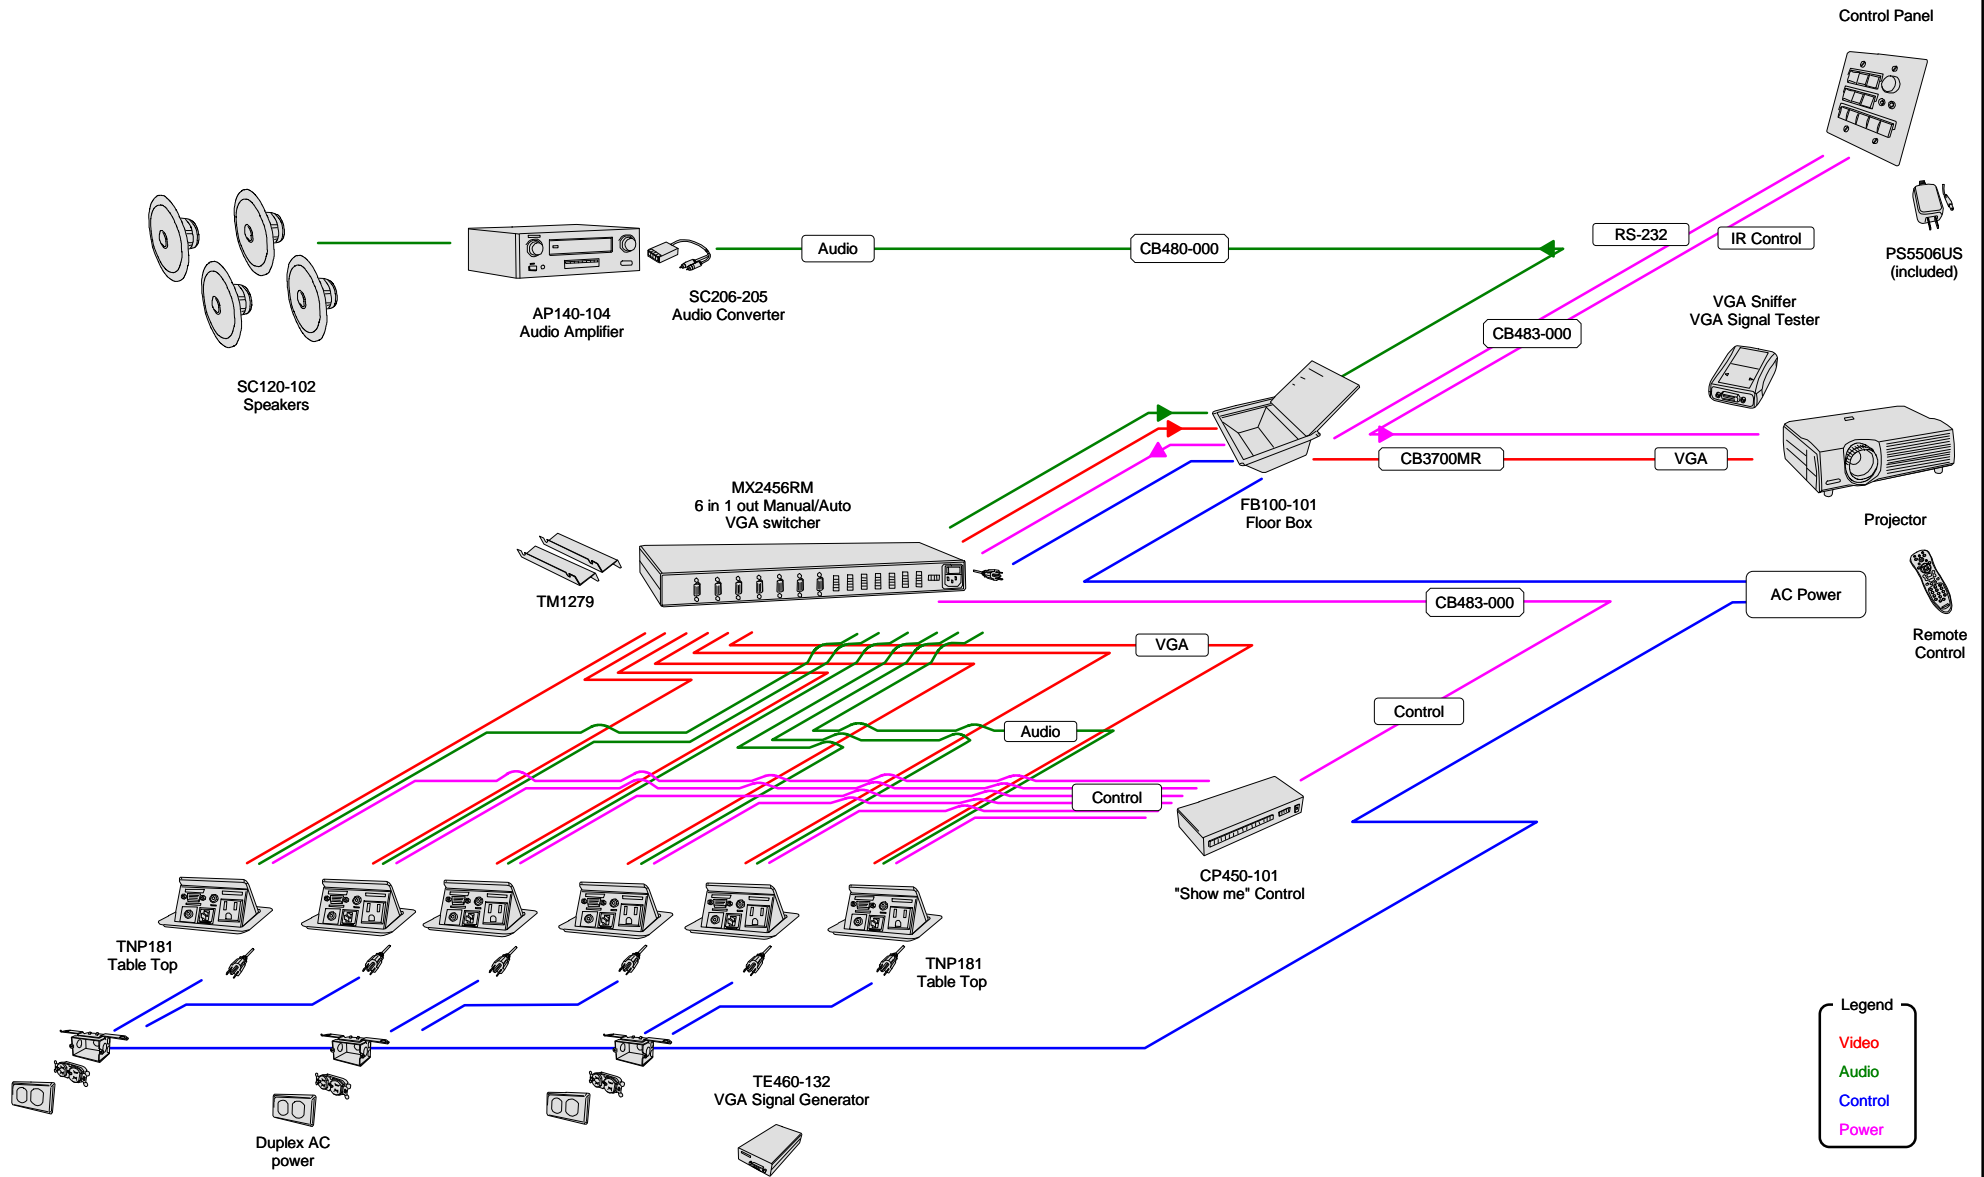 Control Panel
RS-232
IR Control
Audio
CB480-000
PS5506US
(included)
SC206-205
Audio Converter
AP140-104
Audio Amplifier
VGA Sniffer
VGA Signal Tester
CB483-000
SC120-102
Speakers
CB3700MR
VGA
MX2456RM
6 in 1 out Manual/Auto
VGA switcher
FB100-101
Floor Box
Projector
TM1279
CB483-000
AC Power
Remote
Control
VGA
Control
Audio
Control
CP450-101
"Show me" Control
TNP181
Table Top
TNP181
Table Top
TE460-132
VGA Signal Generator
Duplex AC
power
Legend
Video
Audio
Control
Power